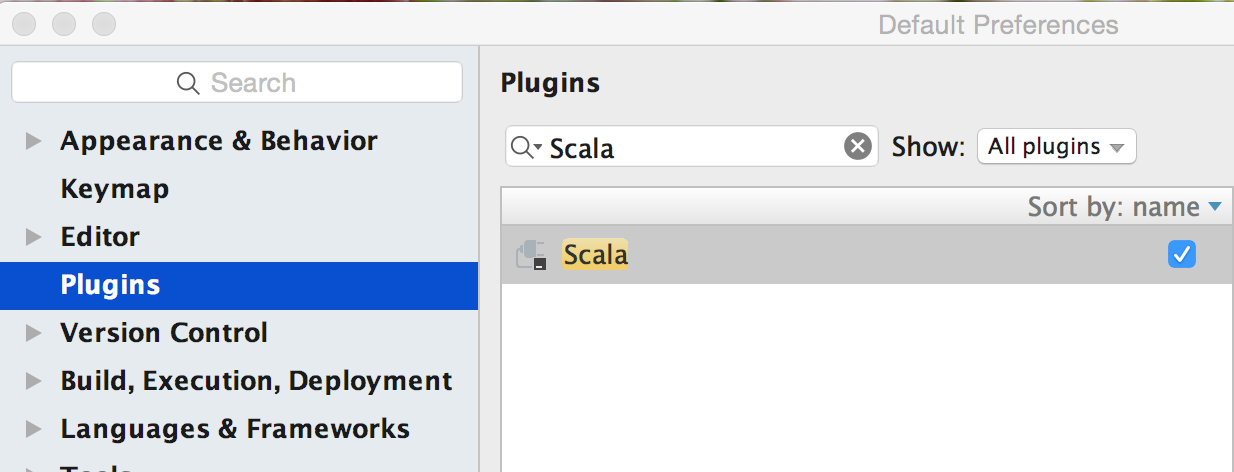 Default Preferences
Search
Appearance & Behavior
Keymap
Editor
Plugins
Version Control
Build, Execution, Deployment
Languages & Frameworks
Tools
Plugins
Scala
Show: All plugins
Sort by: name
Scala